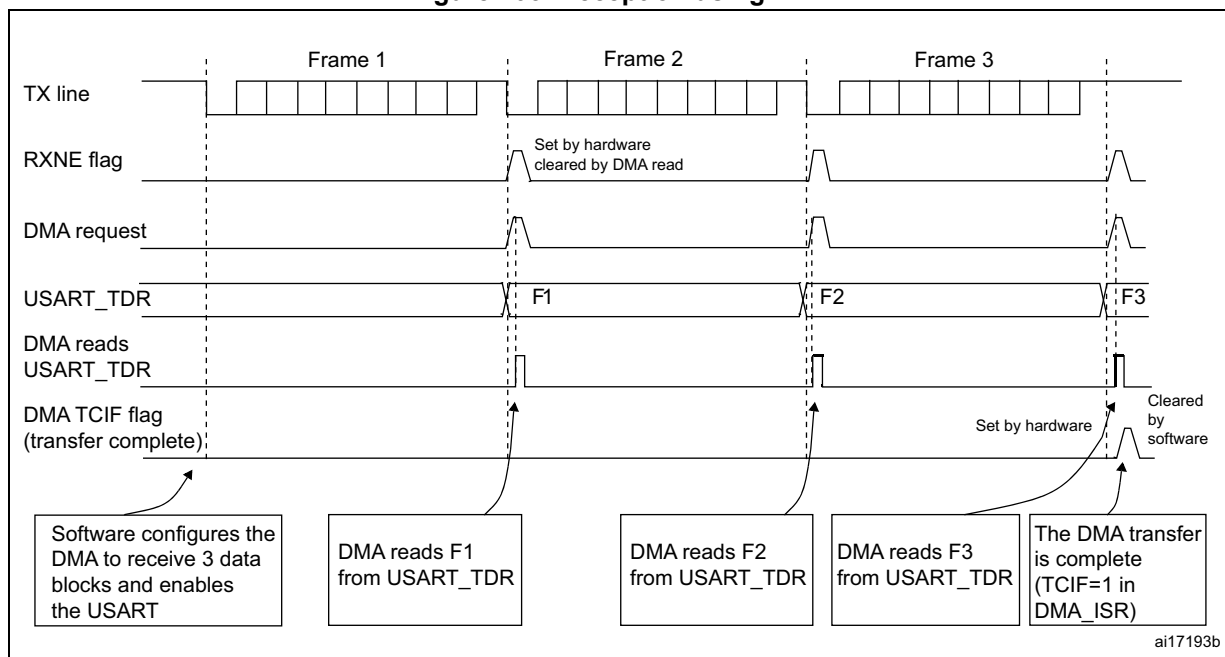 Frame 1
Frame 2
Frame 3
TX line
RXNE flag
Set by hardware
cleared by DMA read
DMA request
USART_TDR
F1
F2
F3
DMA reads
USART_TDR
DMA TCIF flag
(transfer complete)
Set by hardware
Cleared
by
software
Software configures the
DMA to receive 3 data
blocks and enables
the USART
DMA reads F1
from USART_TDR
DMA reads F2
from USART_TDR
DMA reads F3
from USART_TDR
The DMA transfer
is complete
(TCIF=1 in
DMA_ISR)
ai17193b